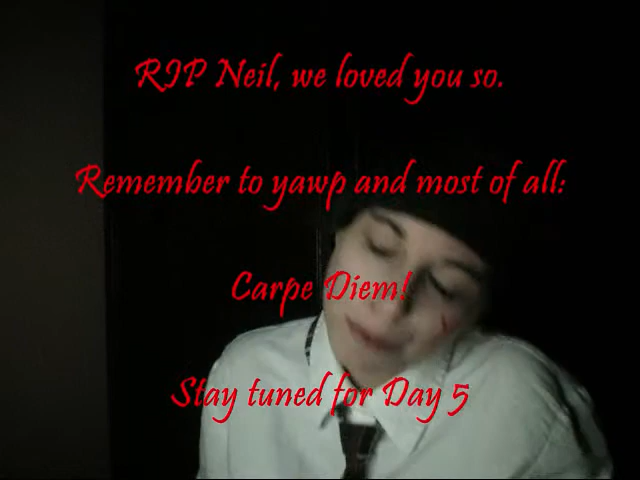 RIP Neil, we loved you so.
Remember to yawp and most of all:
Carpe Diem!
Stay tuned for Day 5